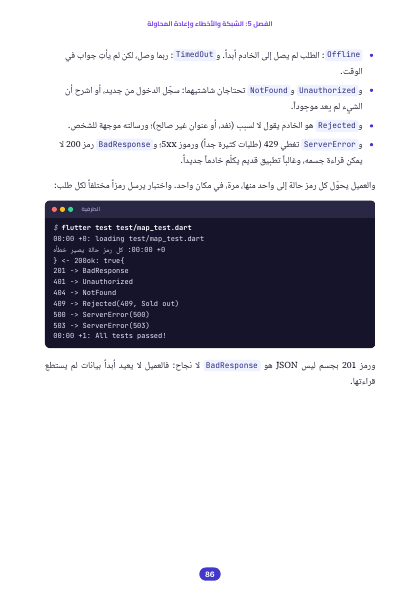 الفصل 5: الشبكة والأخطاء وإعادة المحاولة
Offline: الطلب لم يصل إلى الخادم أبداً. و TimedOut: ربما وصل، لكن لم يأتِ جواب في
الوقت.
و Unauthorized و NotFound تحتاجان شاشتيهما: سجّل الدخول من جديد، أو اشرح أن
الشيء لم يعد موجوداً.
و Rejected هو الخادم يقول لا لسبب (نفد، أو عنوان غير صالح)؛ ورسالته موجهة للشخص.
و ServerError تغطي 429 (طلبات كثيرة جداً) ورموز 5xx؛ و BadResponse رمز 200 لا
يمكن قراءة جسمه، وغالباً تطبيق قديم يكلّم خادماً جديداً.
والعميل يحوّل كل رمز حالة إلى واحد منها، مرة، في مكان واحد. واختبار يرسل رمزاً مختلفاً لكل طلب:
الطرفية
$ flutter test test/map_test.dart
00:00 +0: loading test/map_test.dart
00:00 +0: كل رمز حالة يصير خطأه
} <- 200ok: true{
201 -> BadResponse
401 -> Unauthorized
404 -> NotFound
409 -> Rejected(409, Sold out)
500 -> ServerError(500)
503 -> ServerError(503)
00:00 +1: All tests passed!
ورمز 201 بجسم ليس JSON هو BadResponse لا نجاح: فالعميل لا يعيد أبداً بيانات لم يستطع
قراءتها.
86